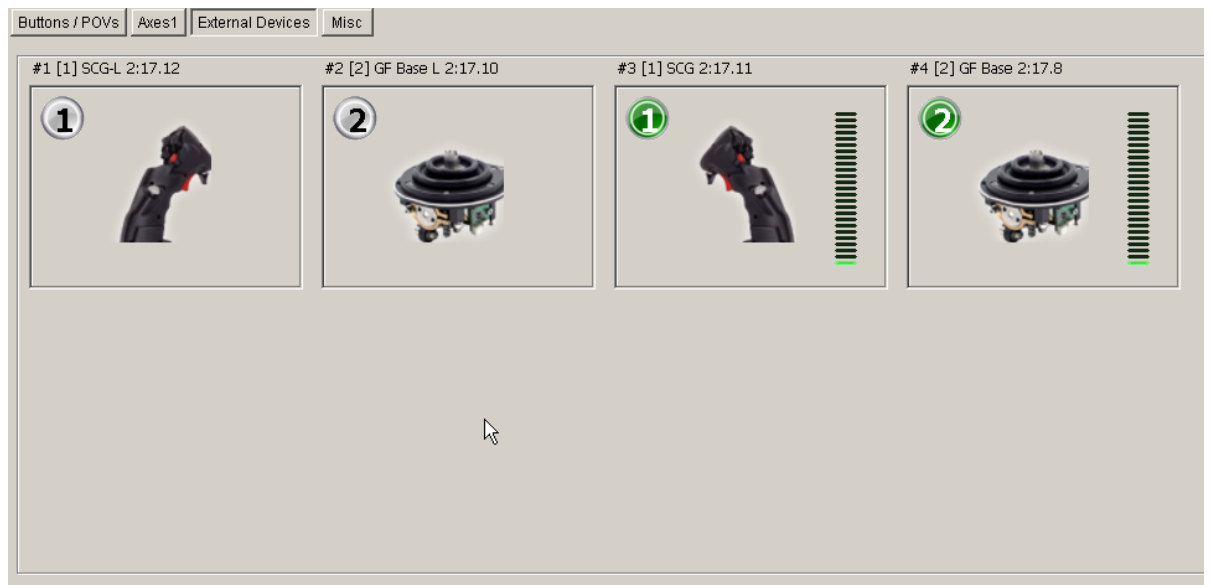 Buttons / POVs Axes1 External Devices Misc
#1 [1] SCG-L 2:17.12 #2 [2] GF Base L 2:17.10 #3 [1] SCG 2:17.11 #4 [2] GF Base 2:17.8
1 2 1 2